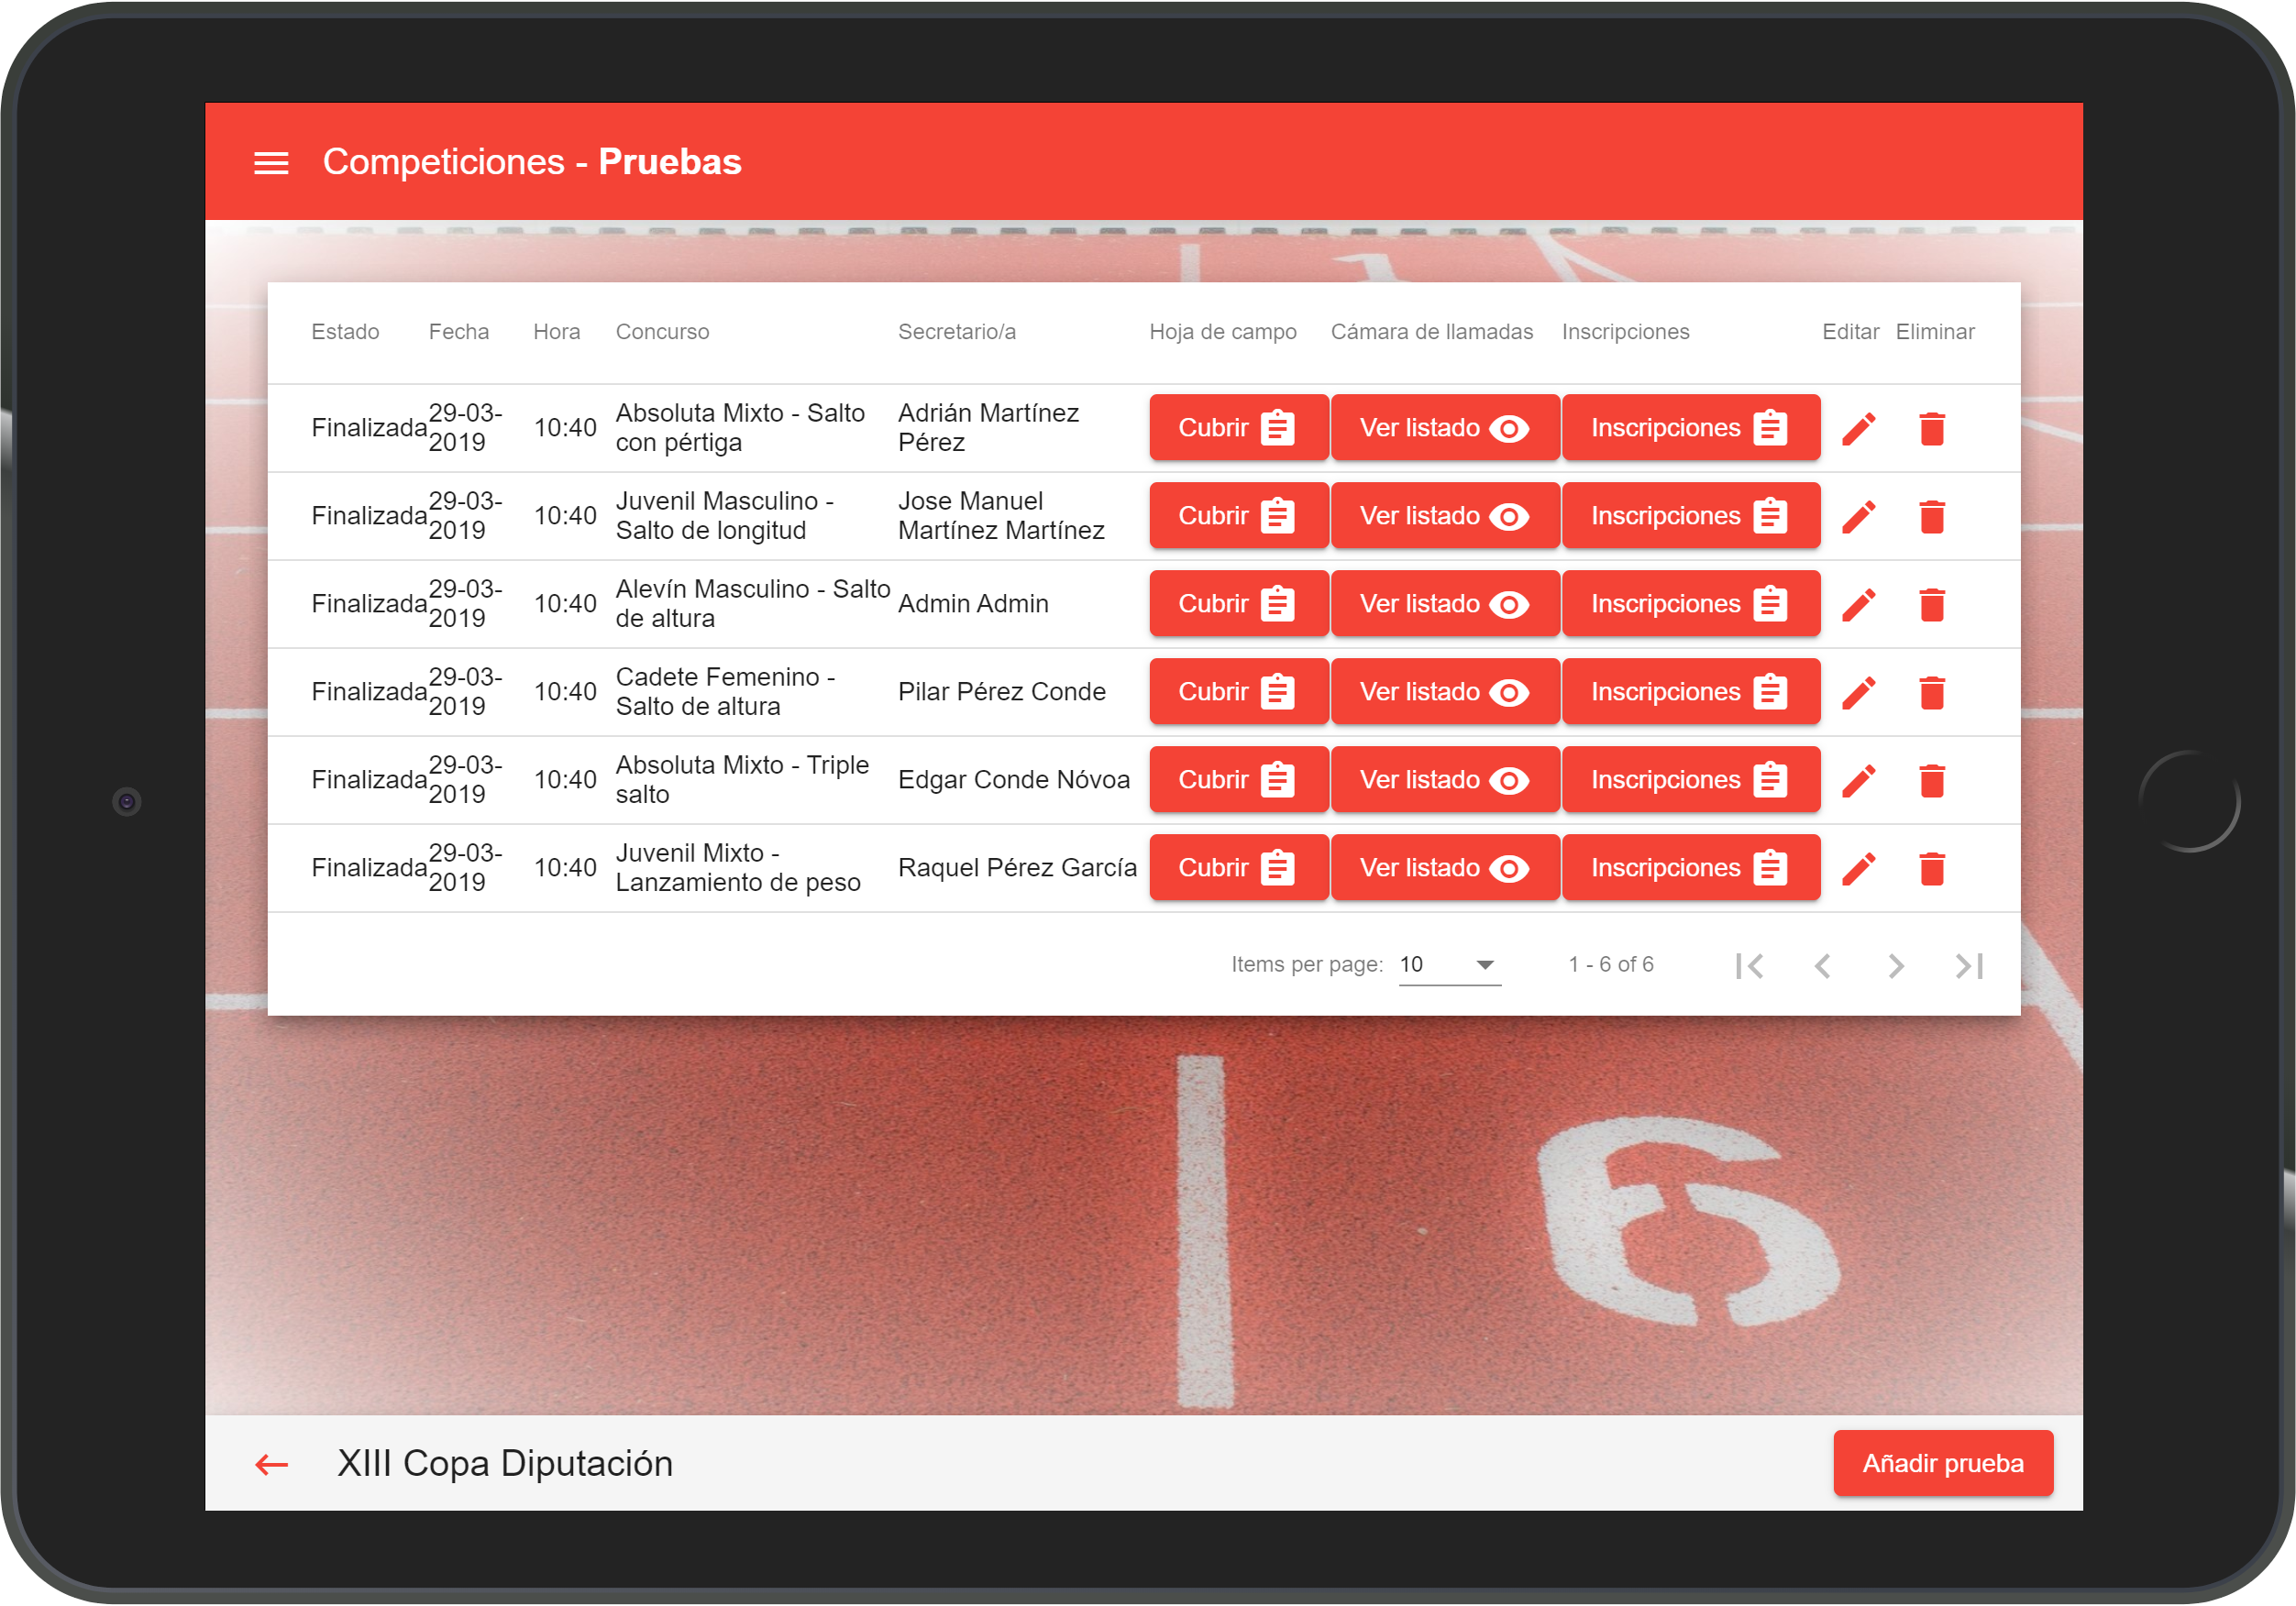 Competiciones - Pruebas
1
Estado Fecha Hora Concurso Secretario/a Hoja de campo Cámara de llamadas Inscripciones Editar Eliminar
Finalizada 29-03-2019 10:40 Absoluta Mixto - Salto con pértiga Adrián Martínez Pérez Cubrir Ver listado Inscripciones
Finalizada 29-03-2019 10:40 Juvenil Masculino - Salto de longitud Jose Manuel Martínez Martínez Cubrir Ver listado Inscripciones
Finalizada 29-03-2019 10:40 Alevín Masculino - Salto de altura Admin Admin Cubrir Ver listado Inscripciones
Finalizada 29-03-2019 10:40 Cadete Femenino - Salto de altura Pilar Pérez Conde Cubrir Ver listado Inscripciones
Finalizada 29-03-2019 10:40 Absoluta Mixto - Triple salto Edgar Conde Nóvoa Cubrir Ver listado Inscripciones
Finalizada 29-03-2019 10:40 Juvenil Mixto - Lanzamiento de peso Raquel Pérez García Cubrir Ver listado Inscripciones
Items per page: 10 1 - 6 of 6
6
XIII Copa Diputación Añadir prueba